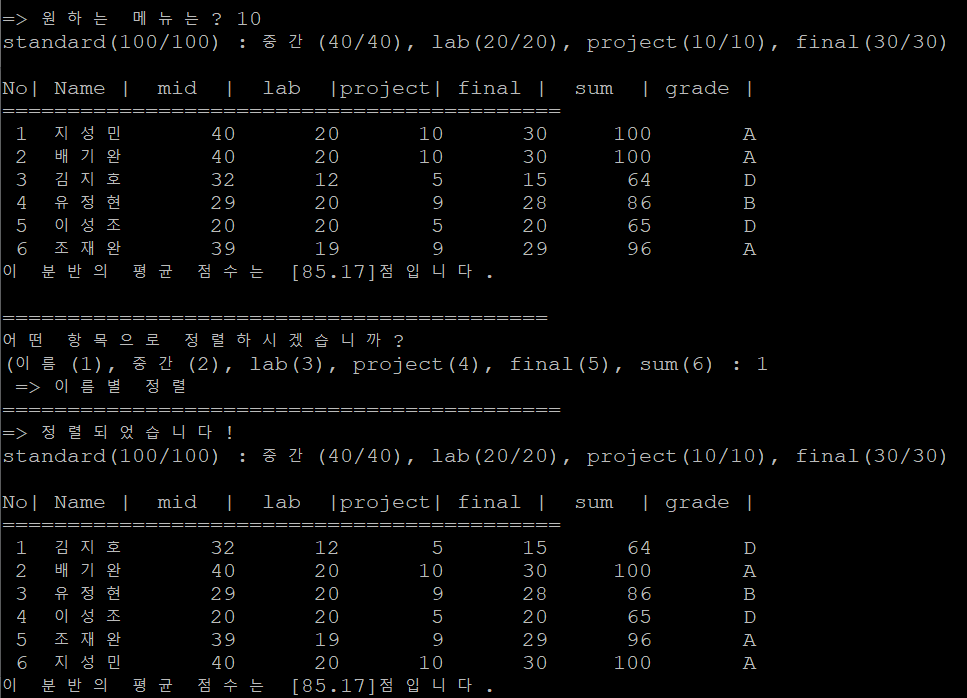 => 원하는 메뉴는? 10
standard(100/100) : 중간(40/40), lab(20/20), project(10/10), final(30/30)
No| Name | mid | lab |project| final | sum | grade |
===========================================
1 지성민 40 20 10 30 100 A
2 배기완 40 20 10 30 100 A
3 김지호 32 12 5 15 64 D
4 유정현 29 20 9 28 86 B
5 이성조 20 20 5 20 65 D
6 조재완 39 19 9 29 96 A
이 분반의 평균 점수는 [85.17]점입니다.
==========================================
어떤 항목으로 정렬하시겠습니까?
(이름(1), 중간(2), lab(3), project(4), final(5), sum(6) : 1
=> 이름별 정렬
===========================================
=> 정렬되었습니다!
standard(100/100) : 중간(40/40), lab(20/20), project(10/10), final(30/30)
No| Name | mid | lab |project| final | sum | grade |
===========================================
1 김지호 32 12 5 15 64 D
2 배기완 40 20 10 30 100 A
3 유정현 29 20 9 28 86 B
4 이성조 20 20 5 20 65 D
5 조재완 39 19 9 29 96 A
6 지성민 40 20 10 30 100 A
이 분반의 평균 점수는 [85.17]점입니다.